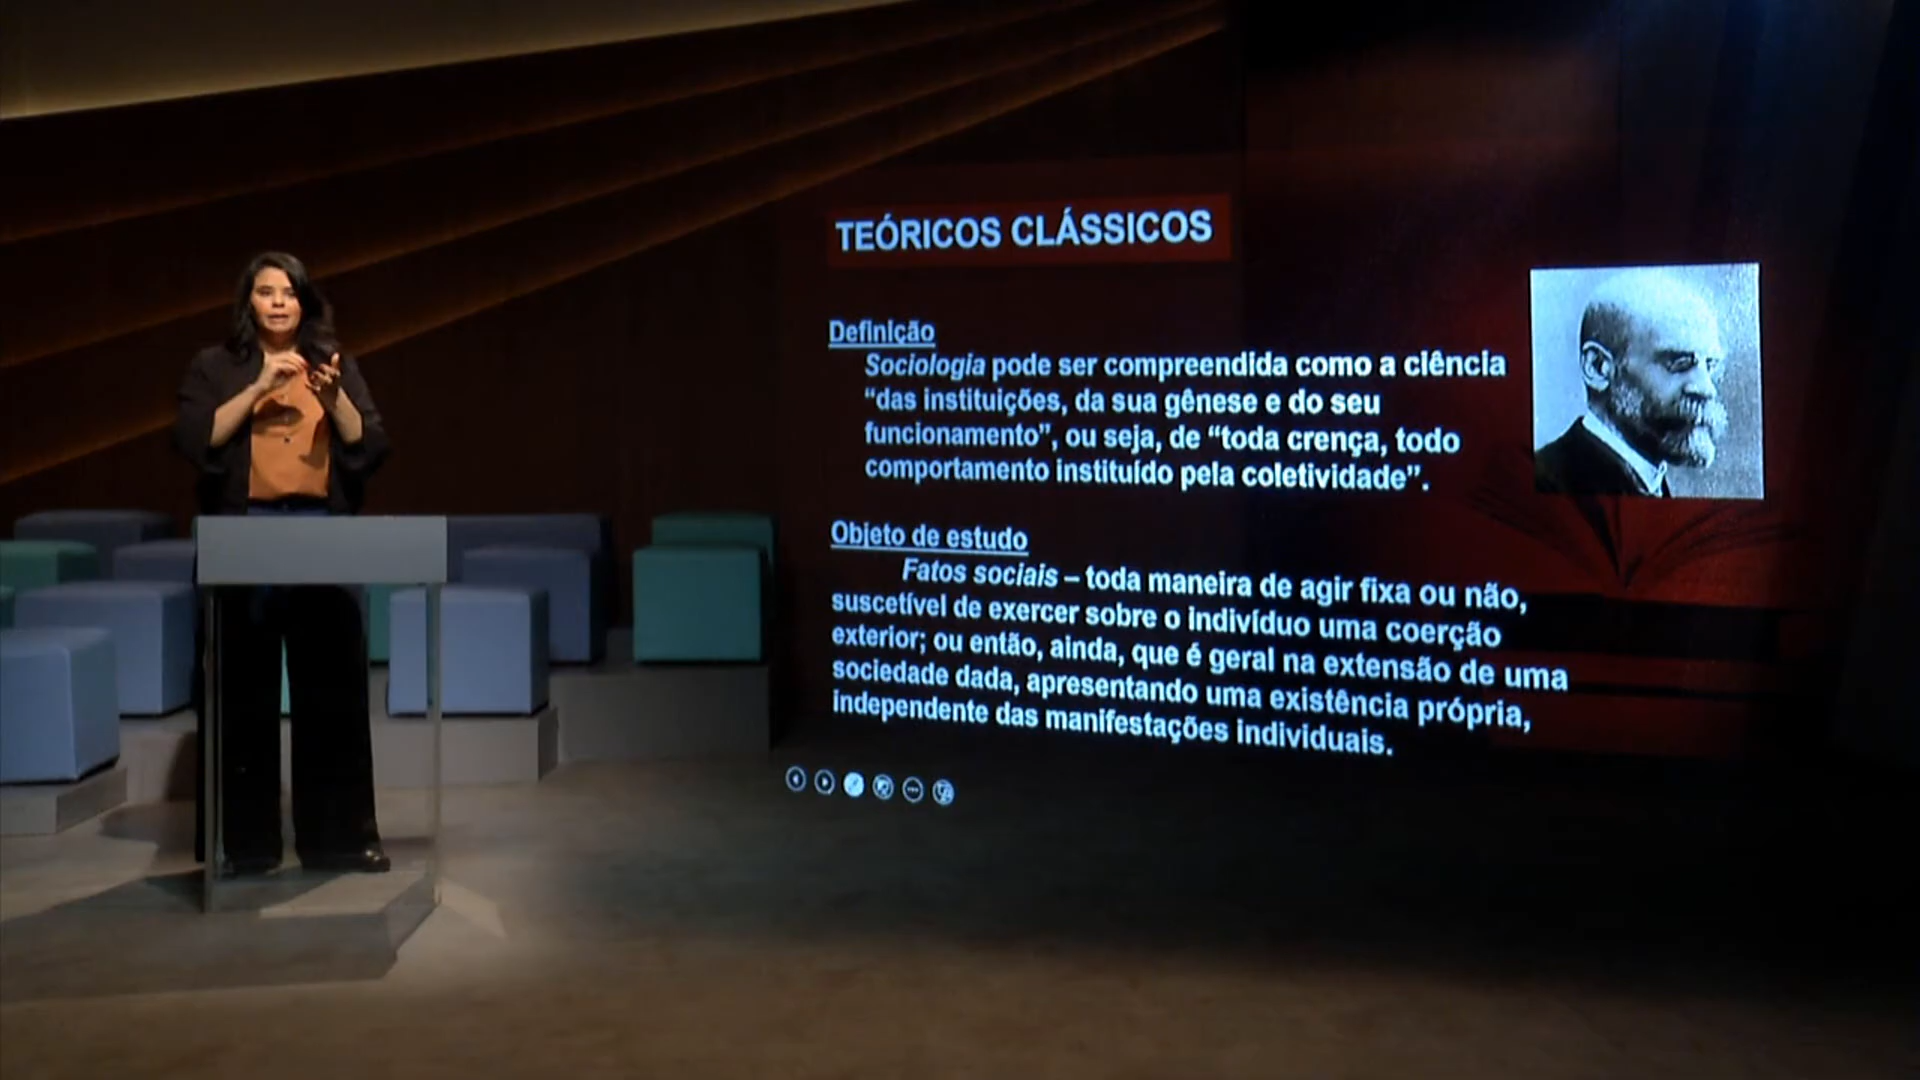 TEÓRICOS CLÁSSICOS
Definição
Sociologia pode ser compreendida como a ciência
“das instituições, da sua gênese e do seu
funcionamento”, ou seja, de “toda crença, todo
comportamento instituído pela coletividade”.
Objeto de estudo
Fatos sociais – toda maneira de agir fixa ou não,
suscetível de exercer sobre o indivíduo uma coerção
exterior; ou então, ainda, que é geral na extensão de uma
sociedade dada, apresentando uma existência própria,
independente das manifestações individuais.